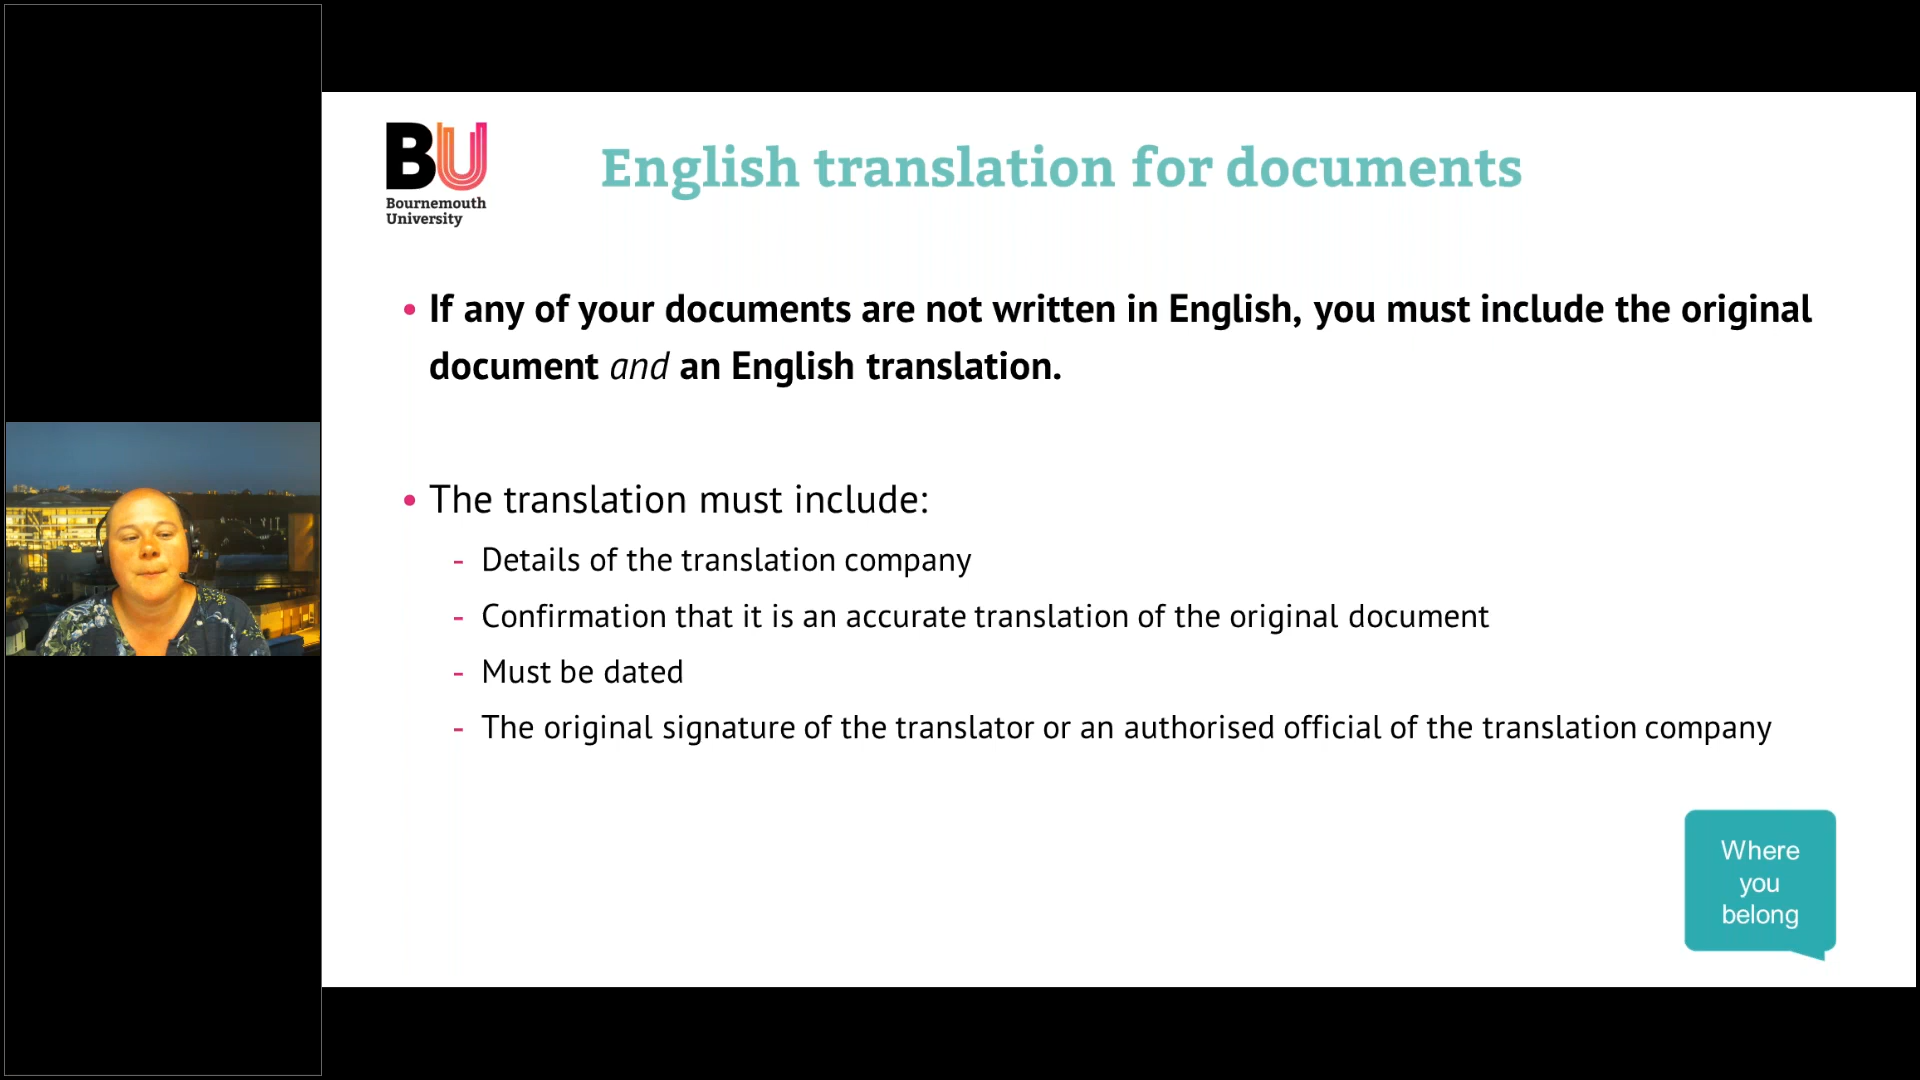 BU
Bournemouth
University
English translation for documents
• If any of your documents are not written in English, you must include the original
document and an English translation.
• The translation must include:
- Details of the translation company
- Confirmation that it is an accurate translation of the original document
- Must be dated
- The original signature of the translator or an authorised official of the translation company
Where
you
belong